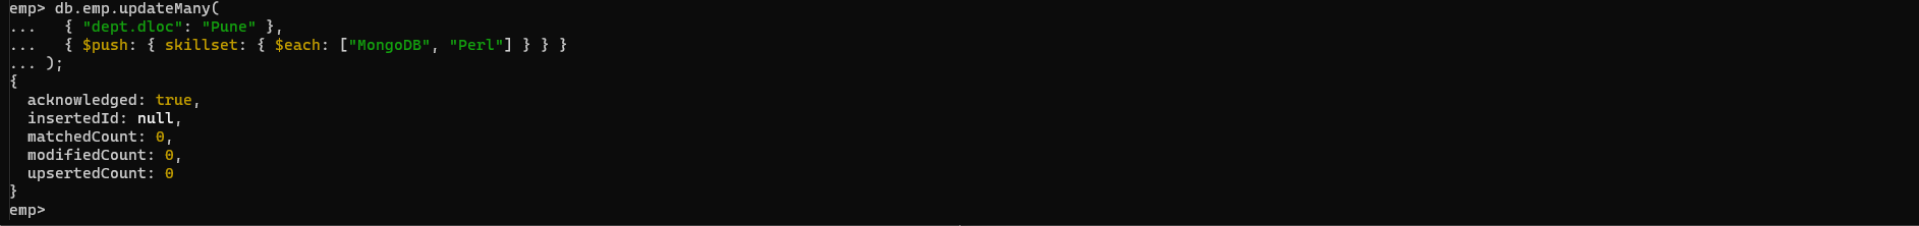 emp> db.emp.updateMany(
...   { "dept.dloc": "Pune" },
...   { $push: { skillset: { $each: ["MongoDB", "Perl"] } } }
... );
{
  acknowledged: true,
  insertedId: null,
  matchedCount: 0,
  modifiedCount: 0,
  upsertedCount: 0
}
emp>